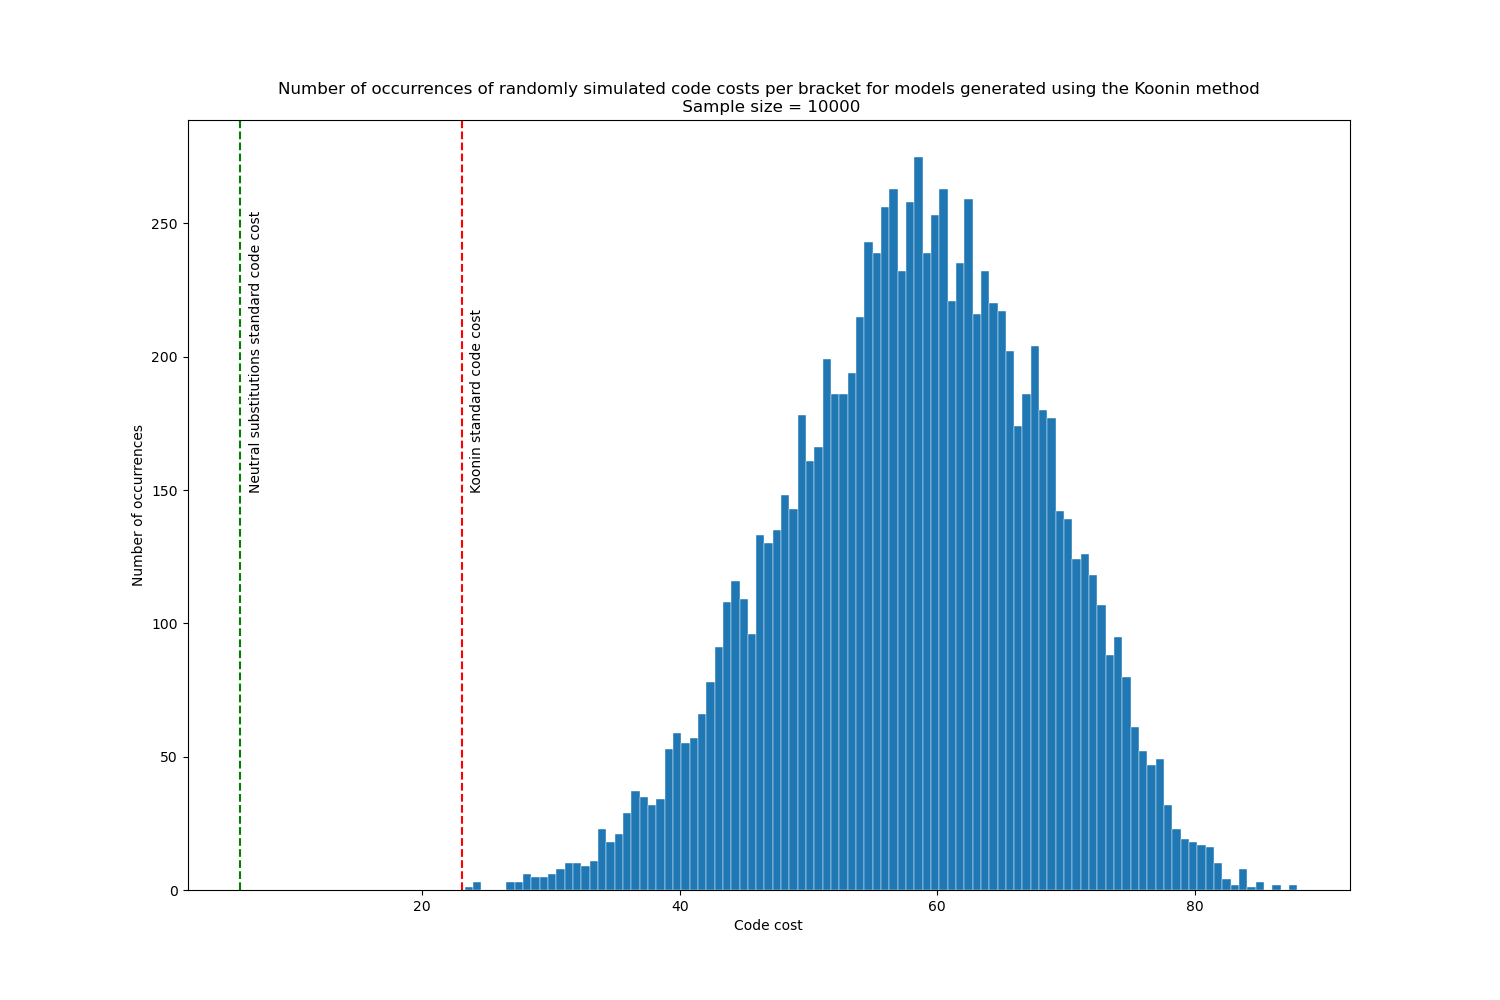 Number of occurrences of randomly simulated code costs per bracket for models generated using the Koonin method
Sample size = 10000
250
200
150
100
50
0
Number of occurrences
Neutral substitutions standard code cost
Koonin standard code cost
20
40
60
80
Code cost